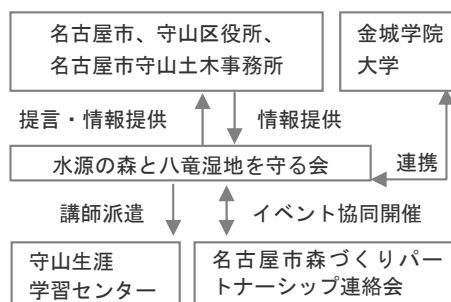 名古屋市、守山区役所、
名古屋市守山土木事務所
金城学院
大学
提言・情報提供
情報提供
水源の森と八竜湿地を守る会
連携
講師派遣
イベント協同開催
守山生涯
学習センター
名古屋市森づくりパー
トナーシップ連絡会